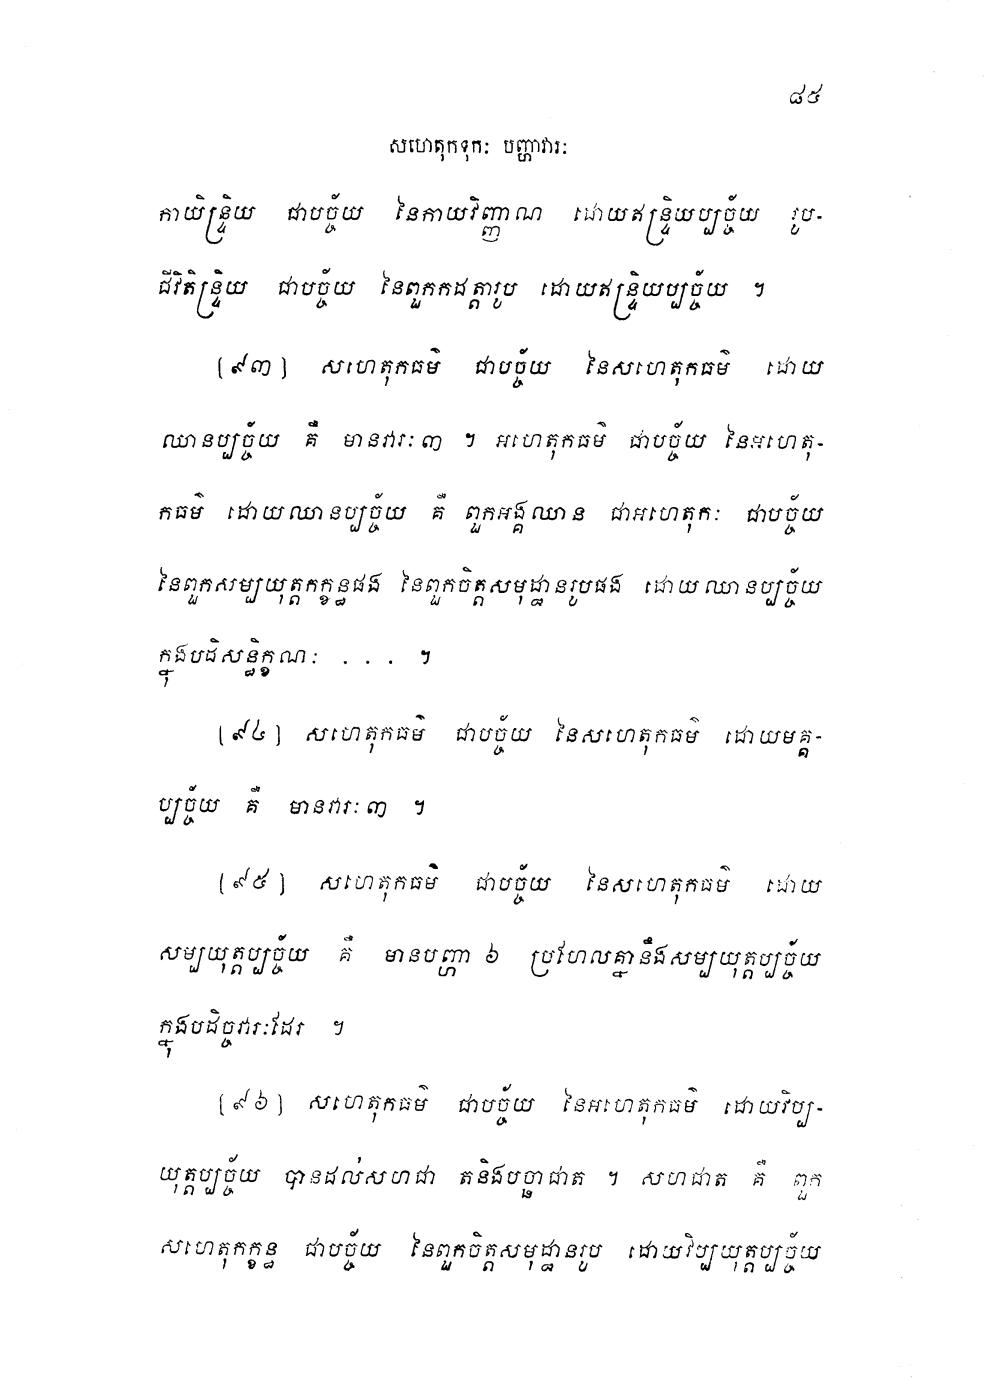 ៨៥
សហេតុកទុកៈ បញ្ហាវារៈ
កាយិន្ទ្រិយ ជាបច្ច័យ នៃកាយវិញ្ញាណ ដោយឥន្ទ្រិយប្បច្ច័យ រូប-
ជីវិតិន្ទ្រិយ ជាបច្ច័យ នៃពួកកដត្តារូប ដោយឥន្ទ្រិយប្បច្ច័យ ។
(៩៣) សហេតុកធម៌ ជាបច្ច័យ នៃសហេតុកធម៌ ដោយ
ឈានប្បច្ច័យ គឺ មានវារៈ ៣ ។ អហេតុកធម៌ ជាបច្ច័យ នៃអហេតុ-
កធម៌ ដោយឈានប្បច្ច័យ គឺ ពួកអង្គឈាន ជាអហេតុកៈ ជាបច្ច័យ
នៃពួកសម្បយុត្តកក្ខន្ធផង នៃពួកចិត្តសមុដ្ឋានរូបផង ដោយឈានប្បច្ច័យ
ក្នុងបដិសន្ធិក្ខណៈ . . . ។
(៩៤) សហេតុកធម៌ ជាបច្ច័យ នៃសហេតុកធម៌ ដោយមគ្គ-
ប្បច្ច័យ គឺ មានវារៈ ៣ ។
(៩៥) សហេតុកធម៌ ជាបច្ច័យ នៃសហេតុកធម៌ ដោយ
សម្បយុត្តប្បច្ច័យ គឺ មានបញ្ហា ៦ ប្រហែលគ្នានឹងសម្បយុត្តប្បច្ច័យ
ក្នុងបដិច្ចវារៈដែរ ។
(៩៦) សហេតុកធម៌ ជាបច្ច័យ នៃអហេតុកធម៌ ដោយវិប្ប-
យុត្តប្បច្ច័យ បានដល់សហជា តនិងបច្ឆាជាត ។ សហជាត គឺ ពួក
សហេតុកក្ខន្ធ ជាបច្ច័យ នៃពួកចិត្តសមុដ្ឋានរូប ដោយវិប្បយុត្តប្បច្ច័យ